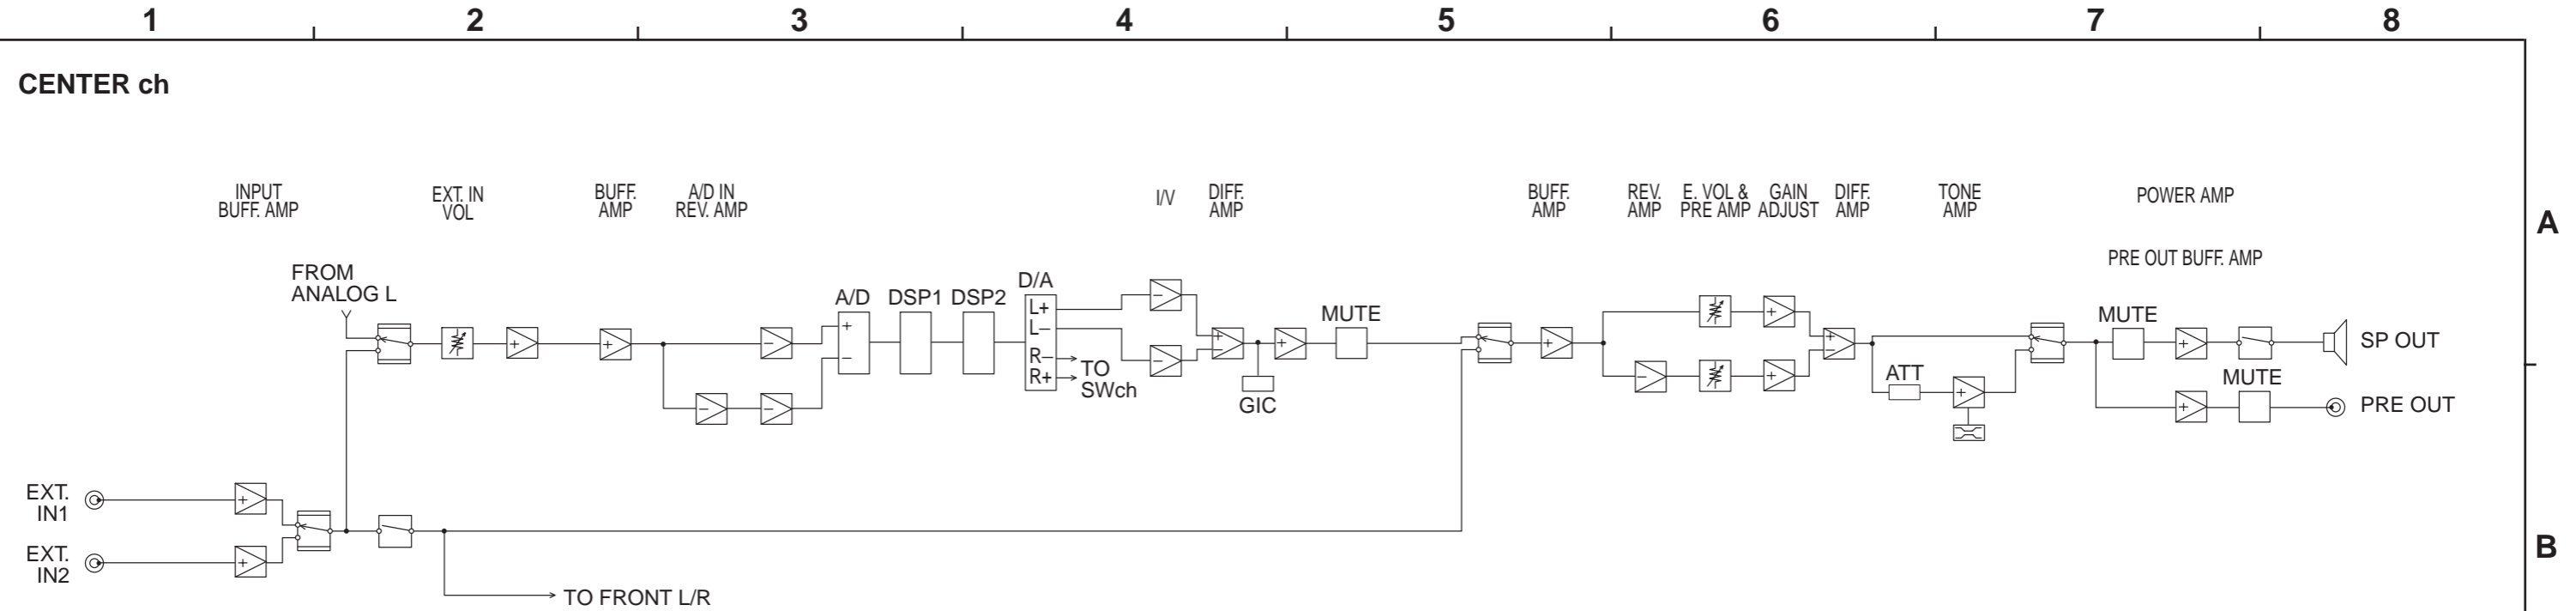 1 2 3 4 5 6 7 8
CENTER ch
INPUT
BUFF. AMP
EXT. IN
VOL
BUFF.
AMP
A/D IN
REV. AMP
I/V
DIFF.
AMP
BUFF.
AMP
REV.
AMP
E. VOL &
PRE AMP
GAIN
ADJUST
DIFF.
AMP
TONE
AMP
POWER AMP
A
PRE OUT BUFF. AMP
FROM
ANALOG L
A/D
DSP1
DSP2
D/A
L+
L−
R−
R+
TO
SWch
+
−
GIC
MUTE
ATT
MUTE
SP OUT
MUTE
PRE OUT
EXT.
IN1
EXT.
IN2
TO FRONT L/R
B